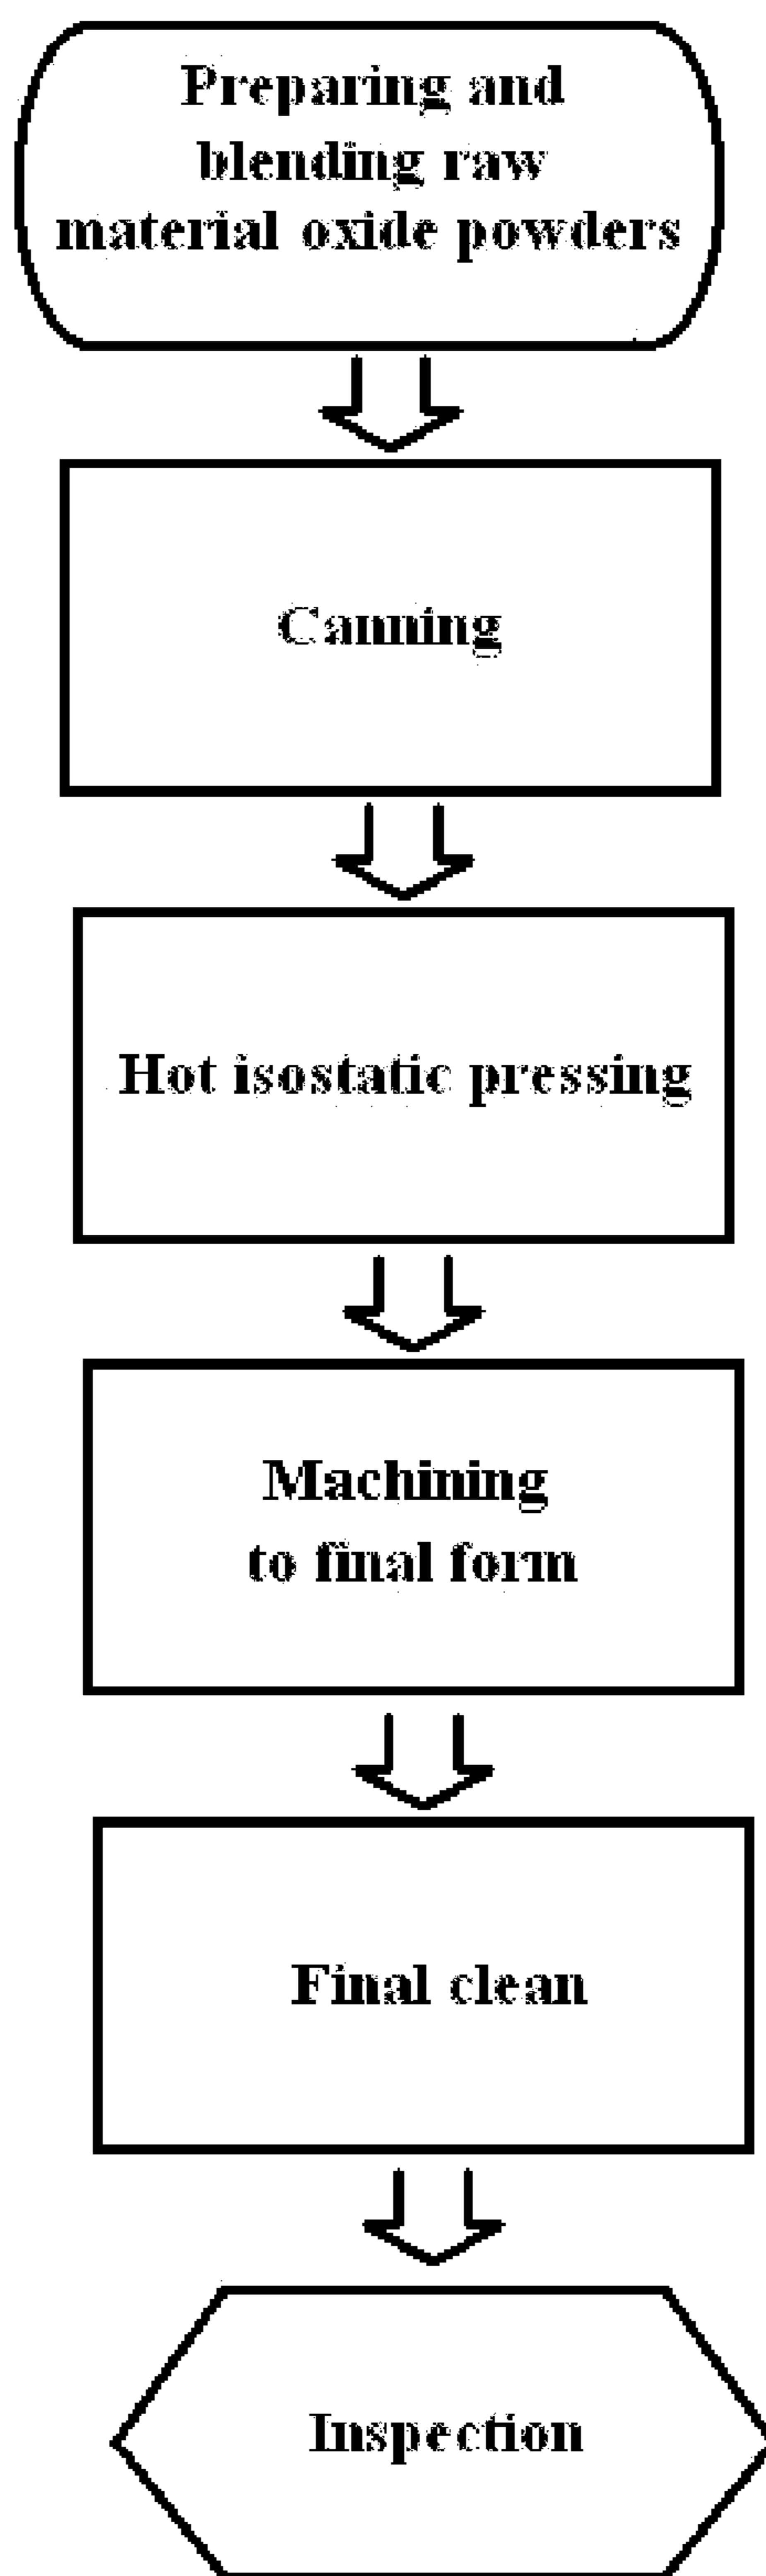 Preparing and
blending raw
material oxide powders
Canning
Hot isostatic pressing
Machining
to final form
Final clean
Inspection